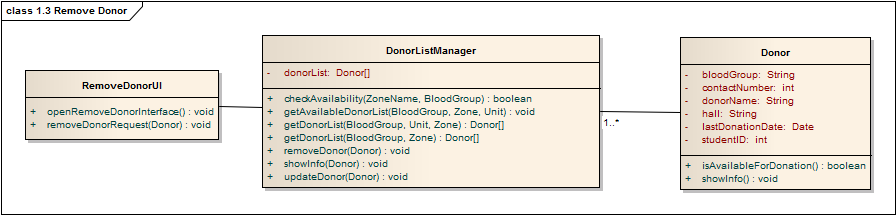 class 1.3 Remove Donor
RemoveDonorUI
+ openRemoveDonorInterface() : void
+ removeDonorRequest(Donor) : void
DonorListManager
- donorList: Donor[]
+ checkAvailability(ZoneName, BloodGroup) : boolean
+ getAvailableDonorList(BloodGroup, Zone, Unit) : void
+ getDonorList(BloodGroup, Unit, Zone) : Donor[]
+ getDonorList(BloodGroup, Zone) : Donor[]
+ removeDonor(Donor) : void
+ showInfo(Donor) : void
+ updateDonor(Donor) : void
1..*
Donor
- bloodGroup: String
- contactNumber: int
- donorName: String
- hall: String
- lastDonationDate: Date
- studentID: int
+ isAvailableForDonation() : boolean
+ showInfo() : void